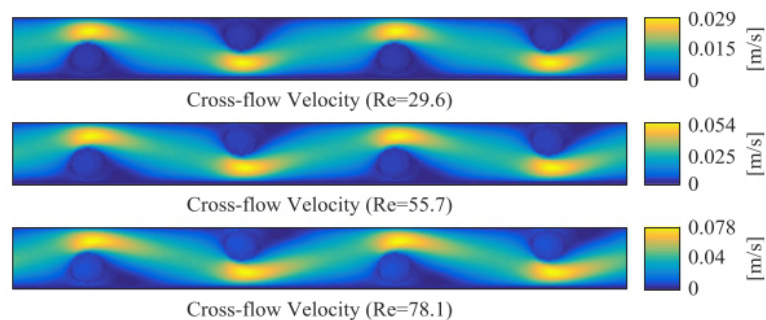 0.029
0.015
0
[m/s]
Cross-flow Velocity (Re=29.6)
0.054
0.025
0
[m/s]
Cross-flow Velocity (Re=55.7)
0.078
0.04
0
[m/s]
Cross-flow Velocity (Re=78.1)